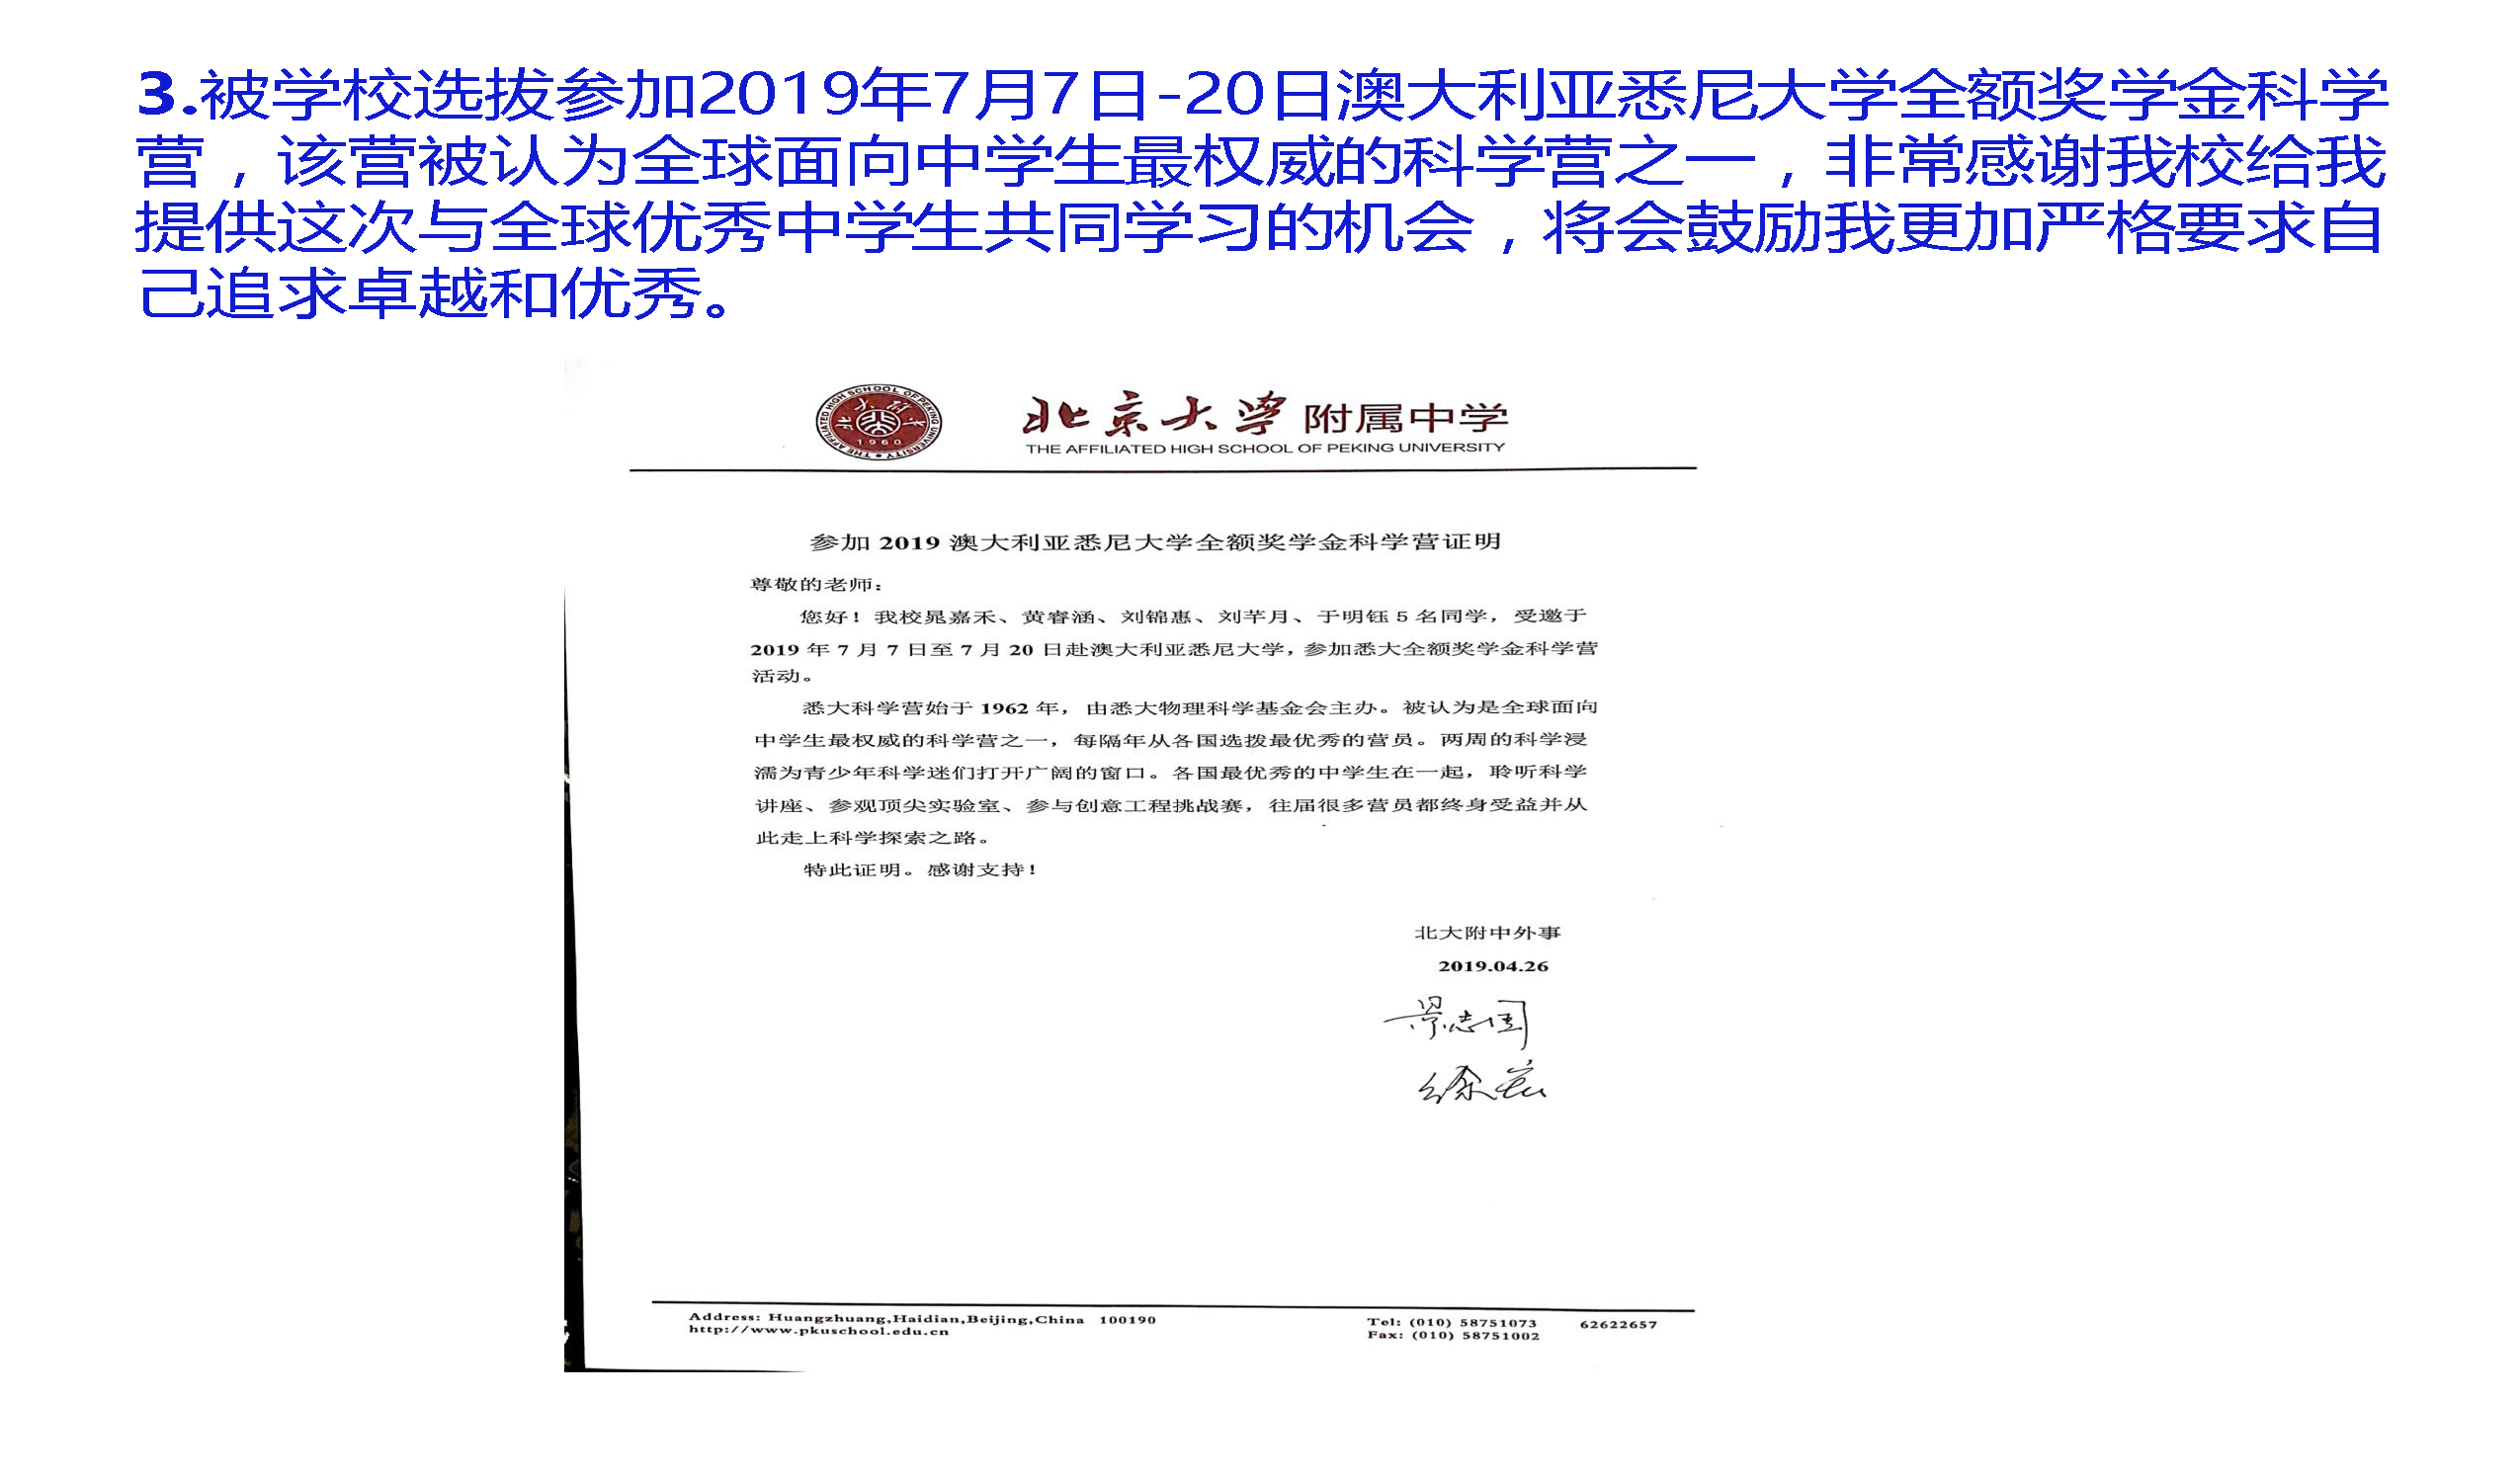 3.被学校选拔参加2019年7月7日-20日澳大利亚悉尼大学全额奖学金科学
营，该营被认为全球面向中学生最权威的科学营之一，非常感谢我校给我
提供这次与全球优秀中学生共同学习的机会，将会鼓励我更加严格要求自
己追求卓越和优秀。
THE AFFILIATED HIGH SCHOOL OF PEKING UNIVERSITY
北大附中
1960
北京大学附属中学
THE AFFILIATED HIGH SCHOOL OF PEKING UNIVERSITY
参加 2019 澳大利亚悉尼大学全额奖学金科学营证明
尊敬的老师：
您好！我校晁嘉禾、黄睿涵、刘锦惠、刘芊月、于明钰 5 名同学，受邀于
2019 年 7 月 7 日至 7 月 20 日赴澳大利亚悉尼大学，参加悉大全额奖学金科学营
活动。
悉大科学营始于 1962 年，由悉大物理科学基金会主办。被认为是全球面向
中学生最权威的科学营之一，每隔年从各国选拨最优秀的营员。两周的科学浸
濡为青少年科学迷们打开广阔的窗口。各国最优秀的中学生在一起，聆听科学
讲座、参观顶尖实验室、参与创意工程挑战赛，往届很多营员都终身受益并从
此走上科学探索之路。
特此证明。感谢支持！
北大附中外事
2019.04.26
景志国
Address: Huangzhuang,Haidian,Beijing,China 100190
http://www.pkuschool.edu.cn
Tel: (010) 58751073 62622657
Fax: (010) 58751002